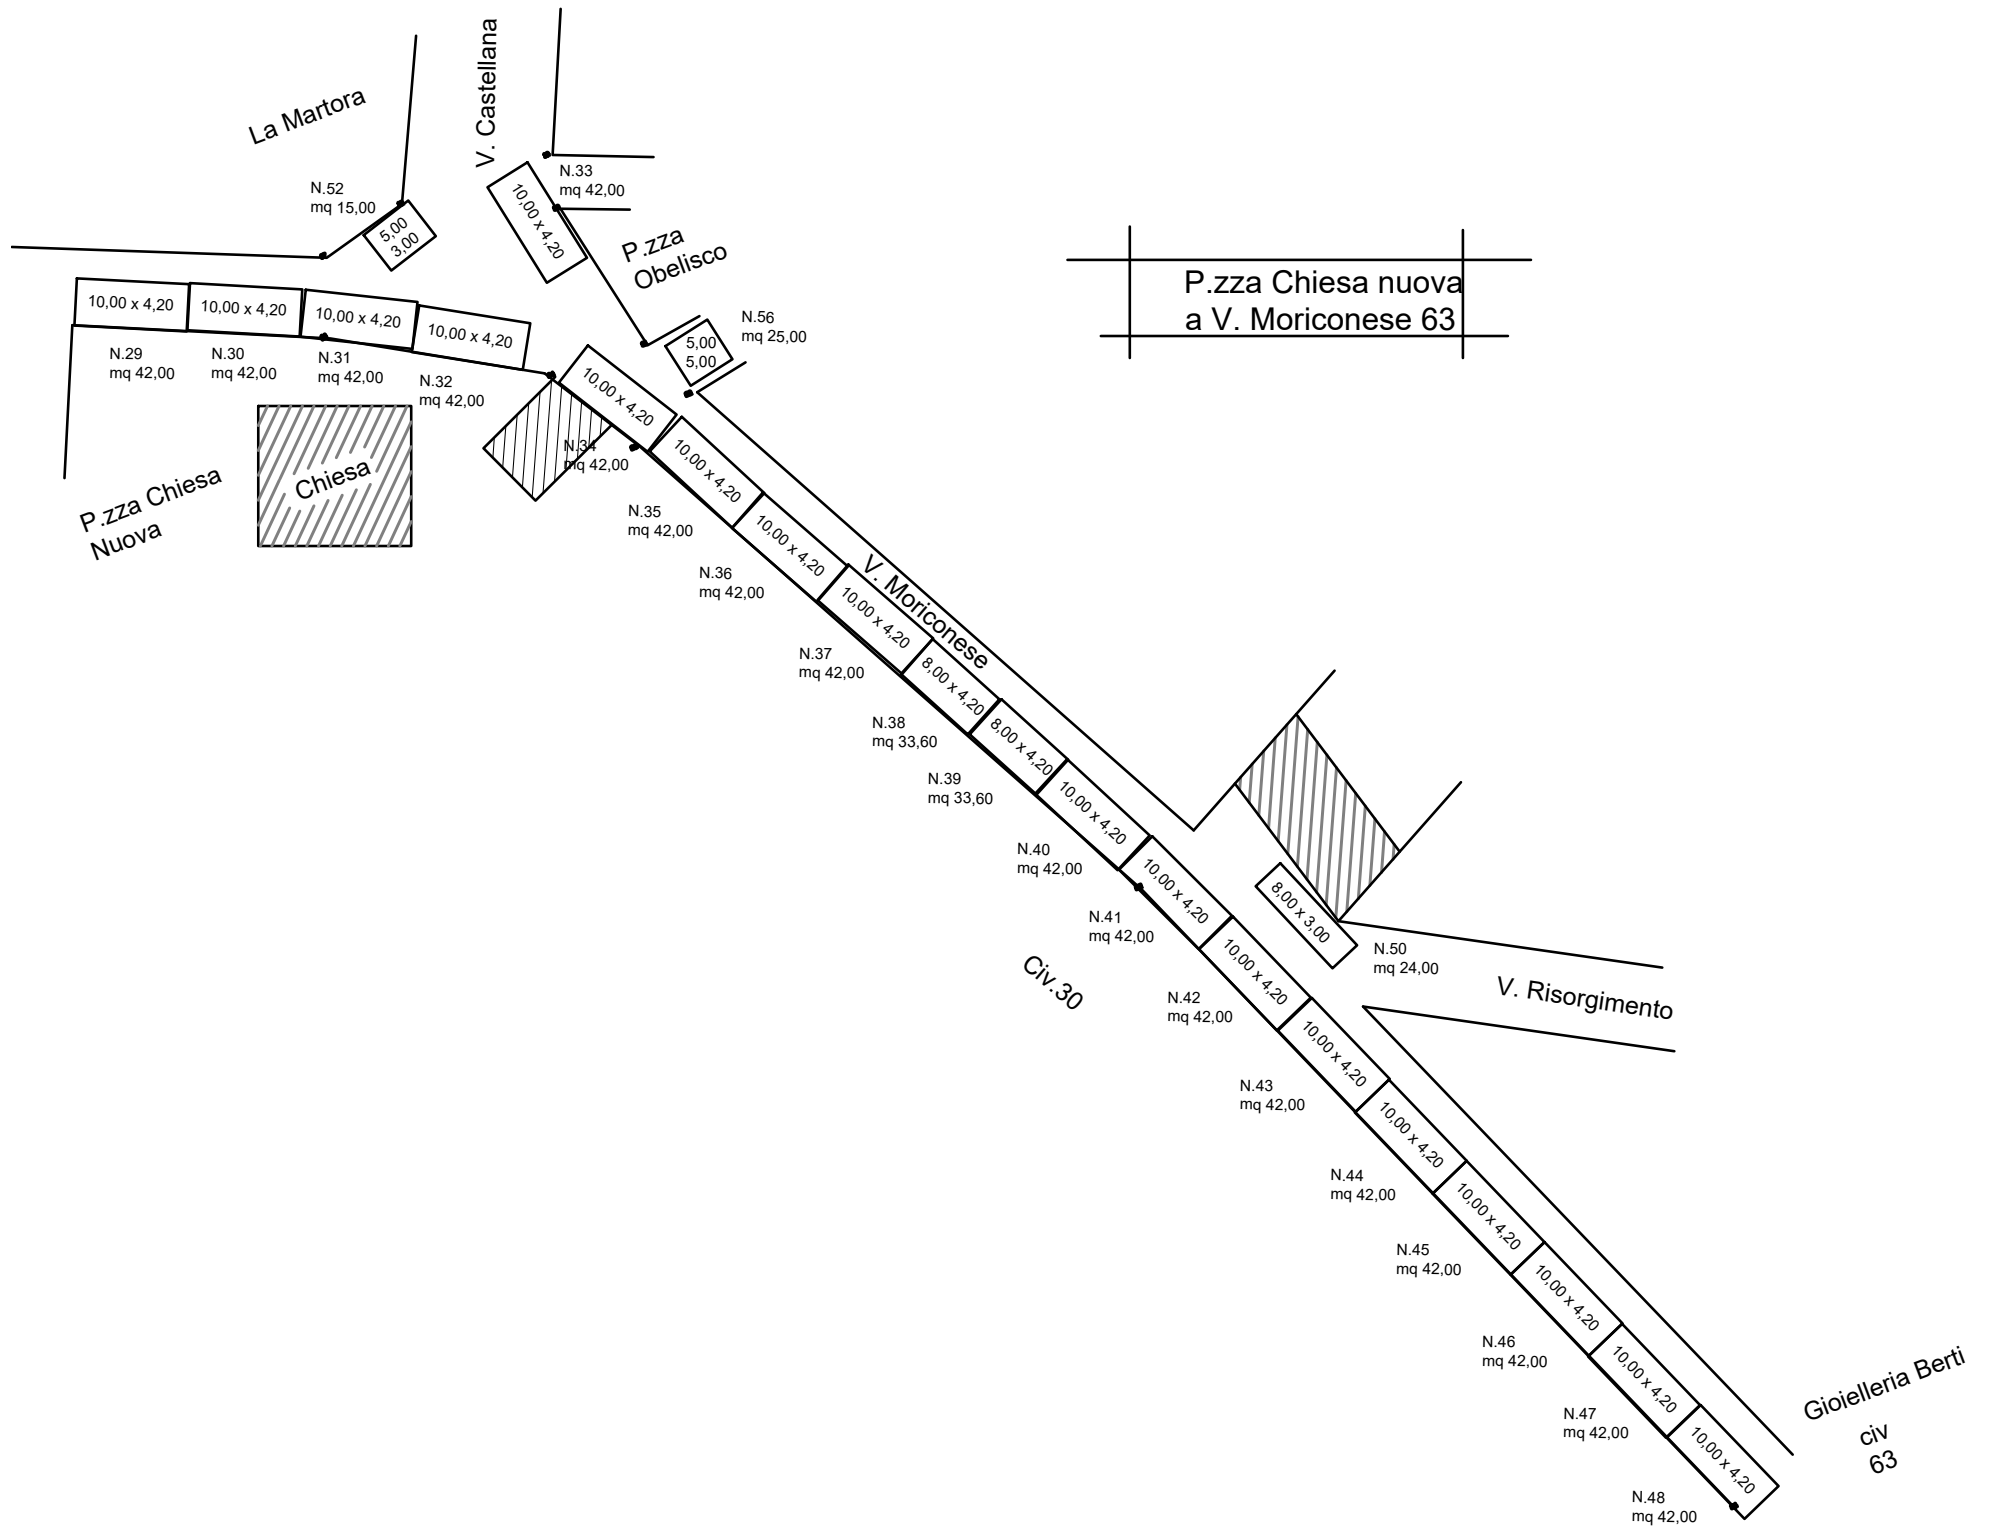 La Martora
V. Castellana
N.52
mq 15,00
5,00
3,00
N.33
mq 42,00
10,00 x 4,20
P.zza
Obelisco
N.56
mq 25,00
5,00
5,00
P.zza Chiesa nuova
a V. Moriconese 63
10,00 x 4,20
10,00 x 4,20
10,00 x 4,20
10,00 x 4,20
N.29
mq 42,00
N.30
mq 42,00
N.31
mq 42,00
N.32
mq 42,00
Chiesa
P.zza Chiesa
Nuova
10,00 x 4,20
N.34
mq 42,00
10,00 x 4,20
N.35
mq 42,00
10,00 x 4,20
N.36
mq 42,00
V. Moriconese
10,00 x 4,20
N.37
mq 42,00
8,00 x 4,20
N.38
mq 33,60
8,00 x 4,20
N.39
mq 33,60
10,00 x 4,20
N.40
mq 42,00
10,00 x 4,20
N.41
mq 42,00
8,00 x 3,00
N.50
mq 24,00
Civ.30
V. Risorgimento
10,00 x 4,20
N.42
mq 42,00
10,00 x 4,20
N.43
mq 42,00
10,00 x 4,20
N.44
mq 42,00
10,00 x 4,20
N.45
mq 42,00
10,00 x 4,20
N.46
mq 42,00
10,00 x 4,20
N.47
mq 42,00
10,00 x 4,20
N.48
mq 42,00
Gioielleria Berti
civ
63